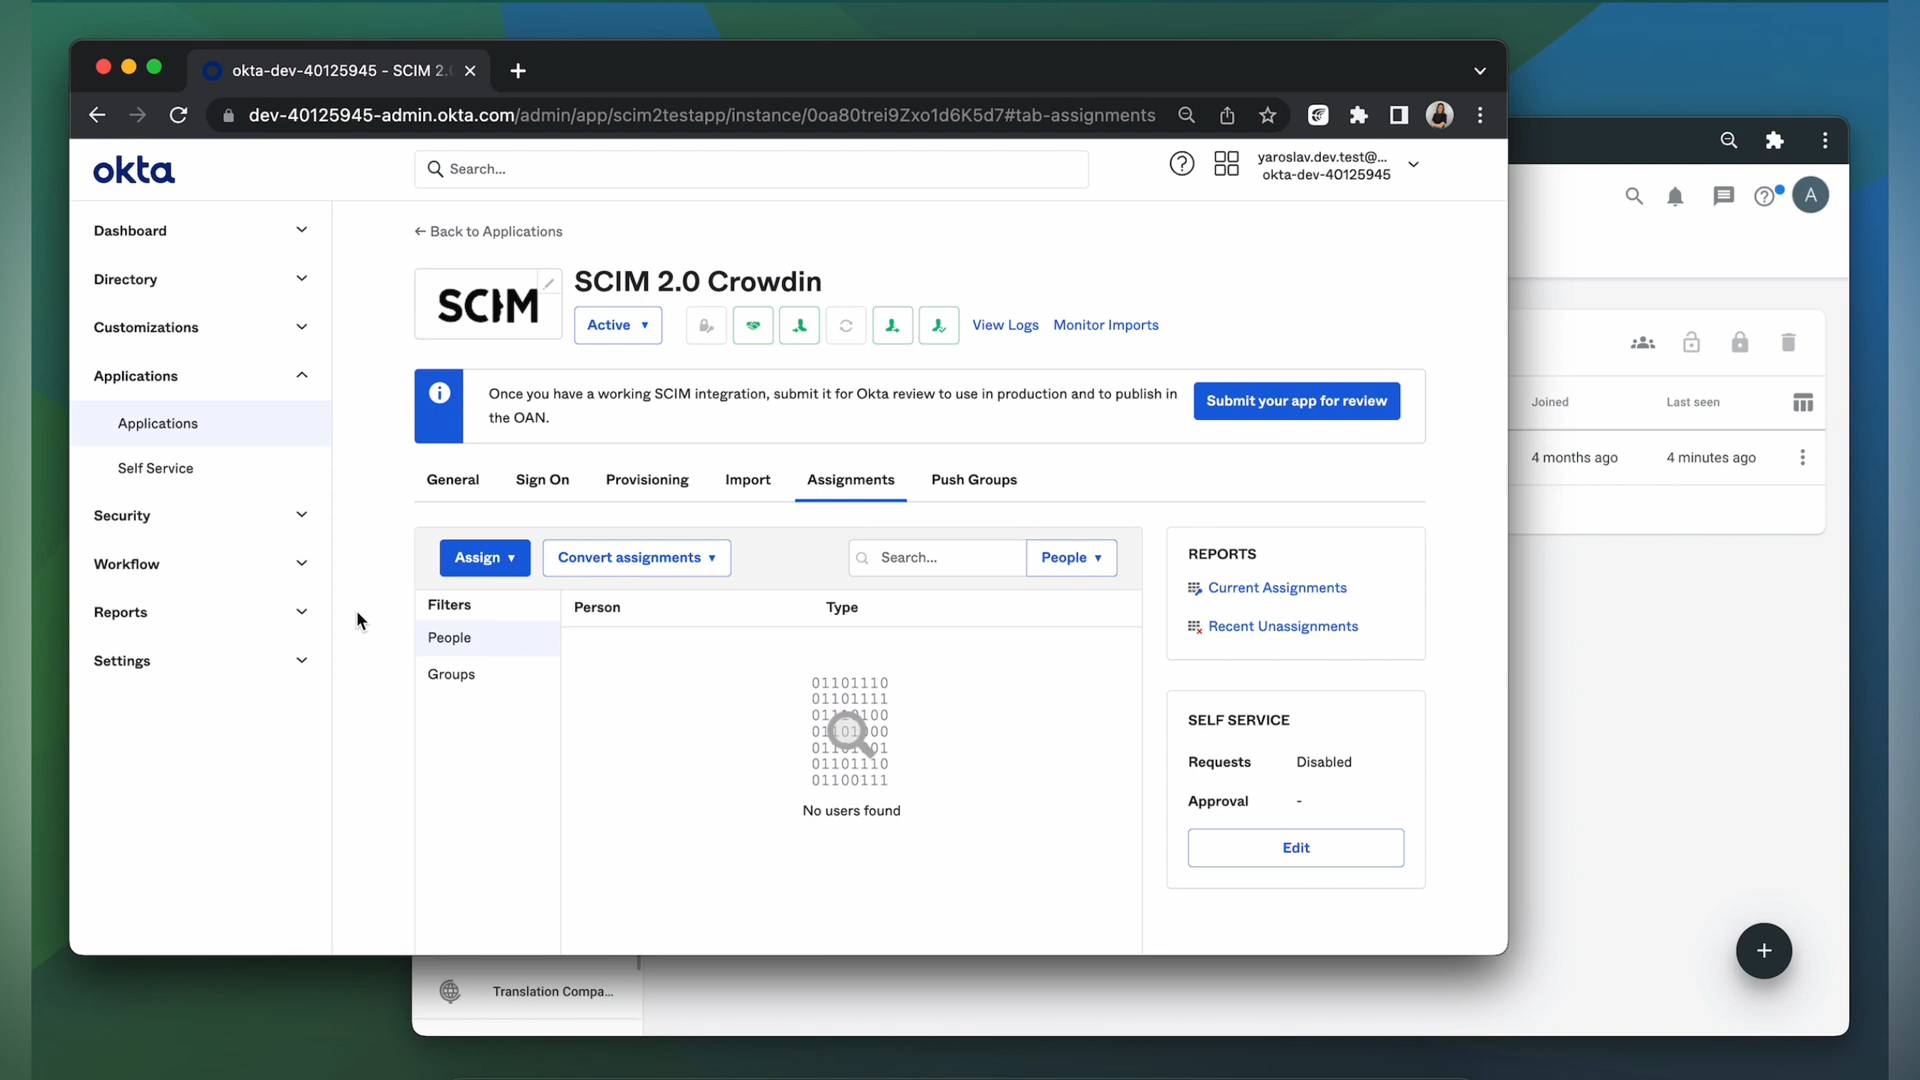 okta-dev-40125945 - SCIM 2.0
dev-40125945-admin.okta.com/admin/app/scim2testapp/instance/0oa80trei9Zxo1d6K5d7#tab-assignments
okta
Search...
yaroslav.dev.test@...
okta-dev-40125945
A
Dashboard
Directory
Customizations
Applications
Applications
Self Service
Security
Workflow
Reports
Settings
← Back to Applications
SCIM
SCIM 2.0 Crowdin
Active
View Logs
Monitor Imports
Once you have a working SCIM integration, submit it for Okta review to use in production and to publish in
the OAN.
Submit your app for review
General
Sign On
Provisioning
Import
Assignments
Push Groups
Assign
Convert assignments
Search...
People
Filters
People
Groups
Person
Type
01101110
01101111
01110100
01101000
01101001
01101110
01100111
No users found
REPORTS
Current Assignments
Recent Unassignments
SELF SERVICE
Requests
Disabled
Approval
-
Edit
Joined
Last seen
4 months ago
4 minutes ago
Translation Compa...